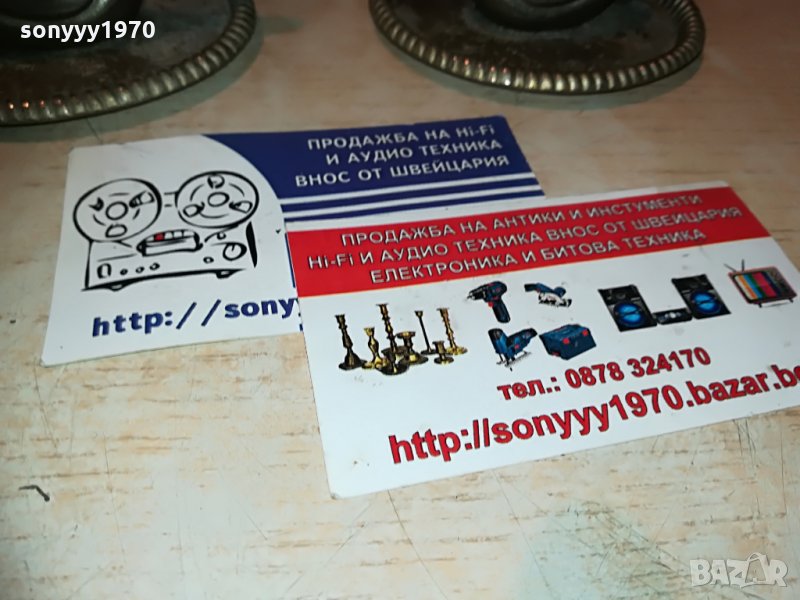 sonyyy1970
ПРОДАЖБА НА Hi-Fi
И АУДИО ТЕХНИКА
ВНОС ОТ ШВЕЙЦАРИЯ
http://sony
ПРОДАЖБА НА АНТИКИ И ИНСТУМЕНТИ
Hi-Fi И АУДИО ТЕХНИКА ВНОС ОТ ШВЕЙЦАРИЯ
ЕЛЕКТРОНИКА И БИТОВА ТЕХНИКА
тел.: 0878 324170
http://sonyyy1970.bazar.b
BAZAR